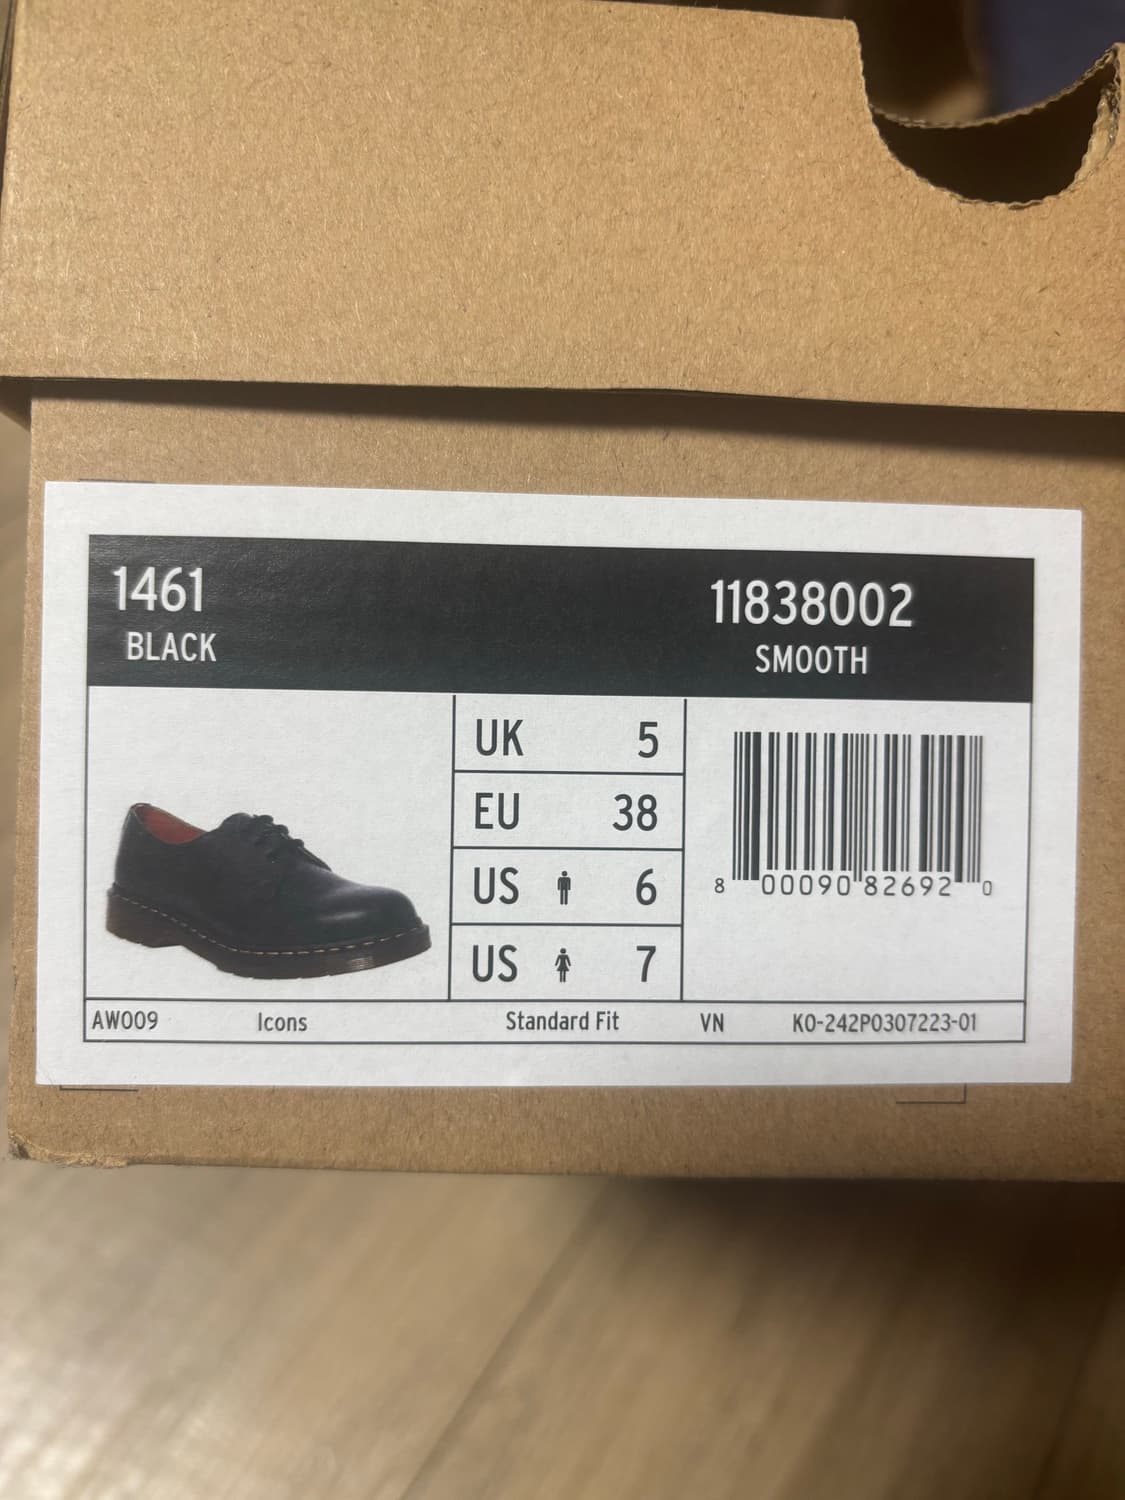 1461
BLACK
11838002
SMOOTH
UK 5
EU 38
US 6
US 7
8 00090 82692 0
AW009 Icons Standard Fit VN KO-242P0307223-01